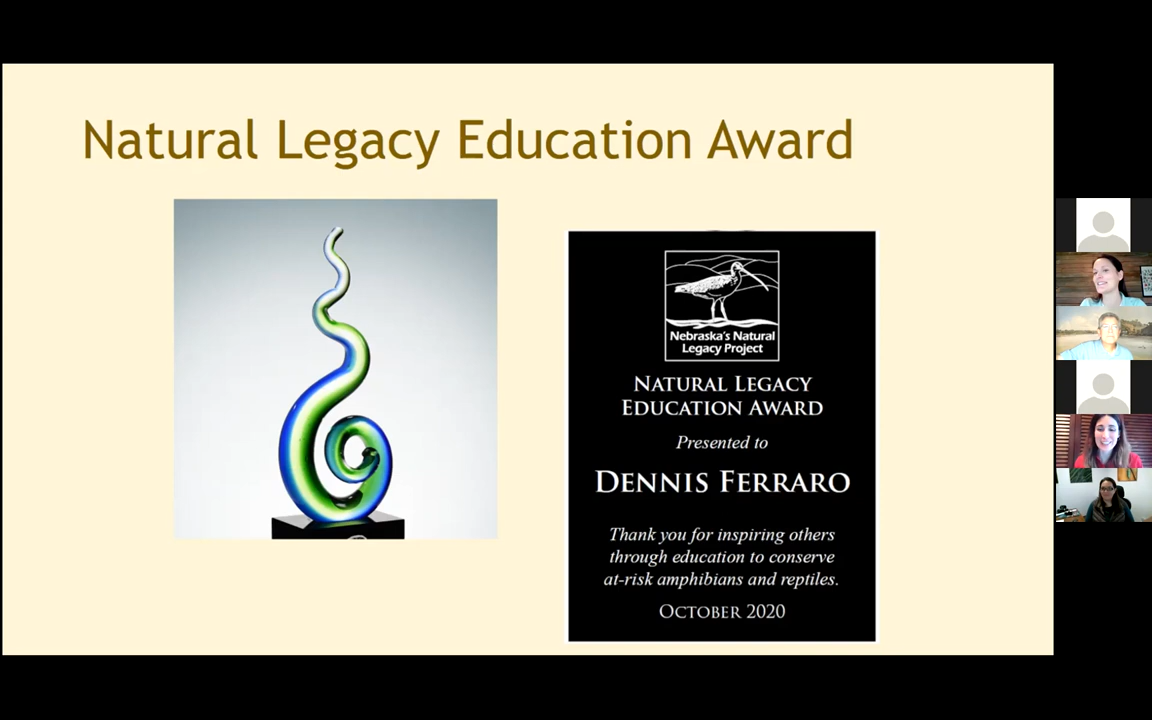 Natural Legacy Education Award
Nebraska's Natural
Legacy Project
NATURAL LEGACY
EDUCATION AWARD
Presented to
DENNIS FERRARO
Thank you for inspiring others
through education to conserve
at-risk amphibians and reptiles.
OCTOBER 2020